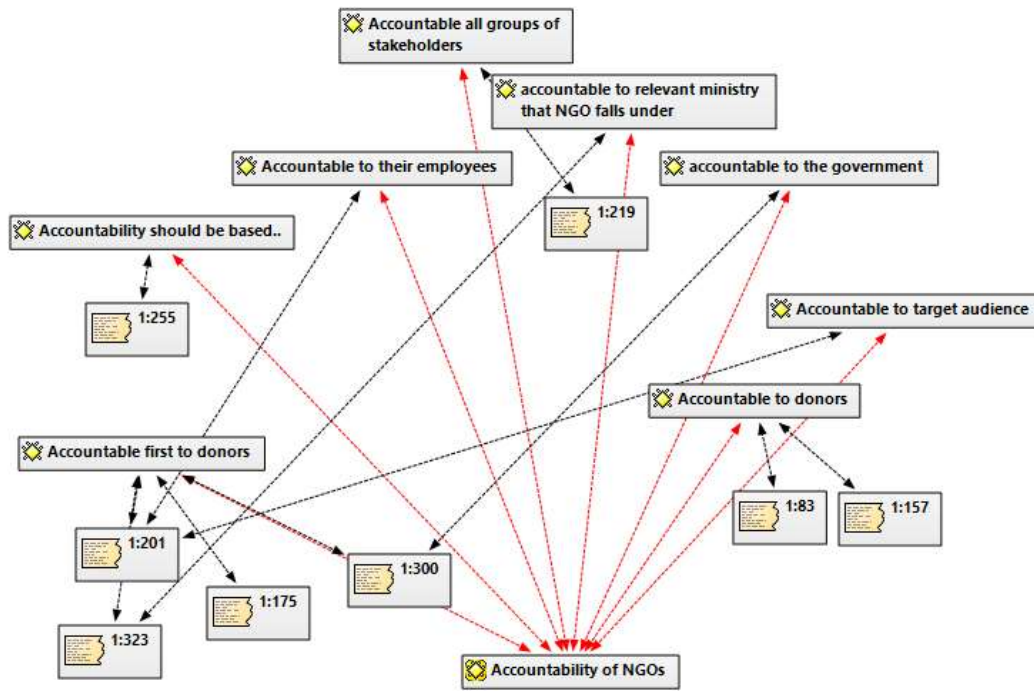 Accountable all groups of
stakeholders
accountable to relevant ministry
that NGO falls under
Accountable to their employees
accountable to the government
1:219
Accountability should be based..
1:255
Accountable to target audience
Accountable to donors
Accountable first to donors
1:83
1:157
1:201
1:300
1:175
1:323
Accountability of NGOs